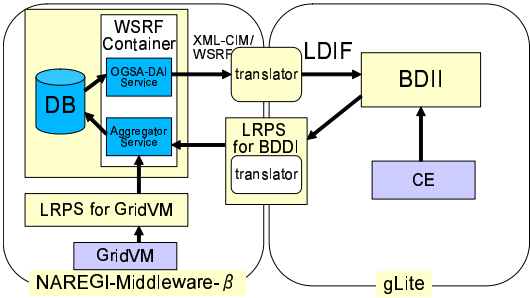 WSRF
Container
XML-CIM/
WSRF
OGSA-DAI
Service
translator
LDIF
BDII
DB
Aggregator
Service
LRPS
for BDDI
translator
CE
LRPS for GridVM
GridVM
NAREGI-Middleware-β
gLite